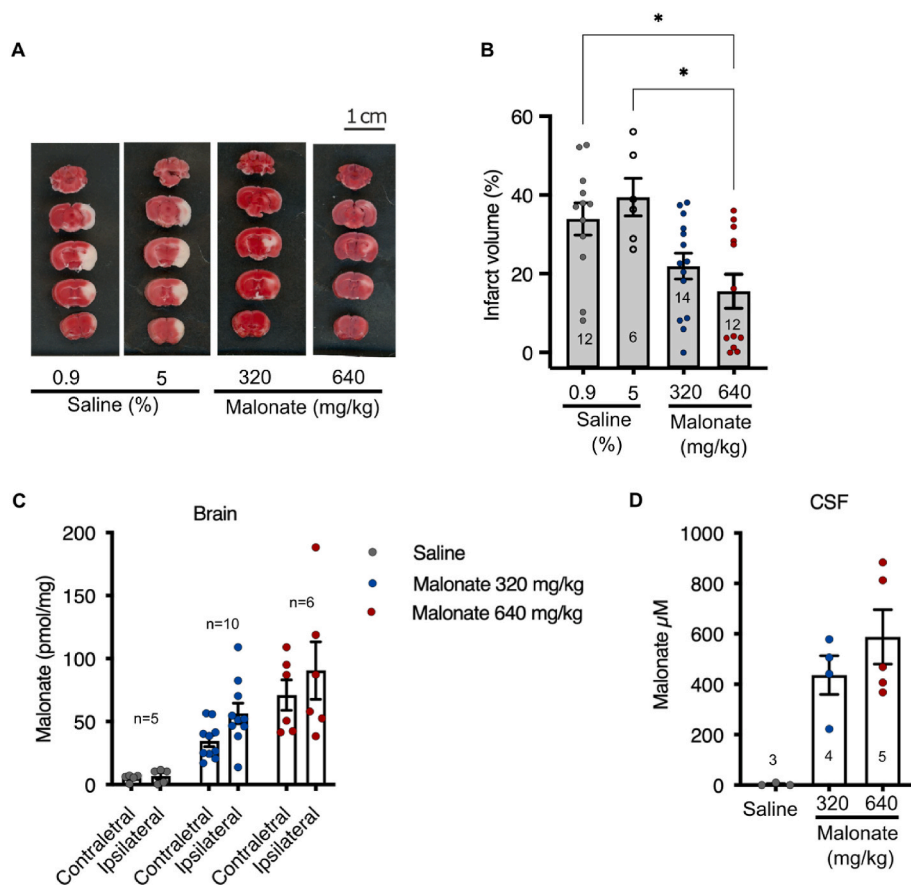 A
1 cm
0.9
5
320
640
Saline (%)
Malonate (mg/kg)
B
*
*
Infarct volume (%)
60
40
20
0
12
6
14
12
0.9
5
320
640
Saline
(%)
Malonate
(mg/kg)
C
Brain
Malonate (pmol/mg)
200
150
100
50
0
n=5
n=10
n=6
Contraletral
Ipsilateral
Contraletral
Ipsilateral
Contraletral
Ipsilateral
Saline
Malonate 320 mg/kg
Malonate 640 mg/kg
D
CSF
Malonate µM
1000
800
600
400
200
0
3
4
5
Saline
320
640
Malonate
(mg/kg)